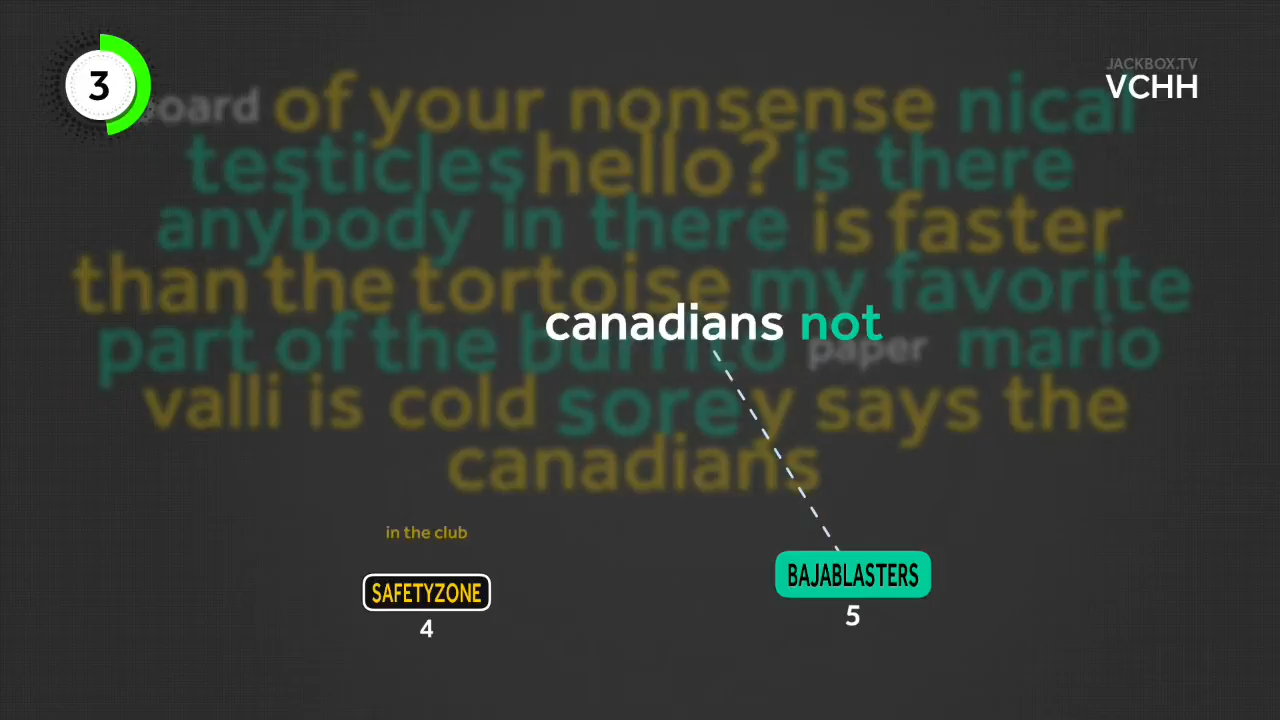 3
JACKBOX.TV
VCHH
board of your nonsense nicar
testicles hello? is there
anybody in there is faster
than the tortoise my favorite
canadians not
part of the burrito paper mario
valli is cold sorey says the
canadians
in the club
SAFETYZONE
4
BAJABLASTERS
5